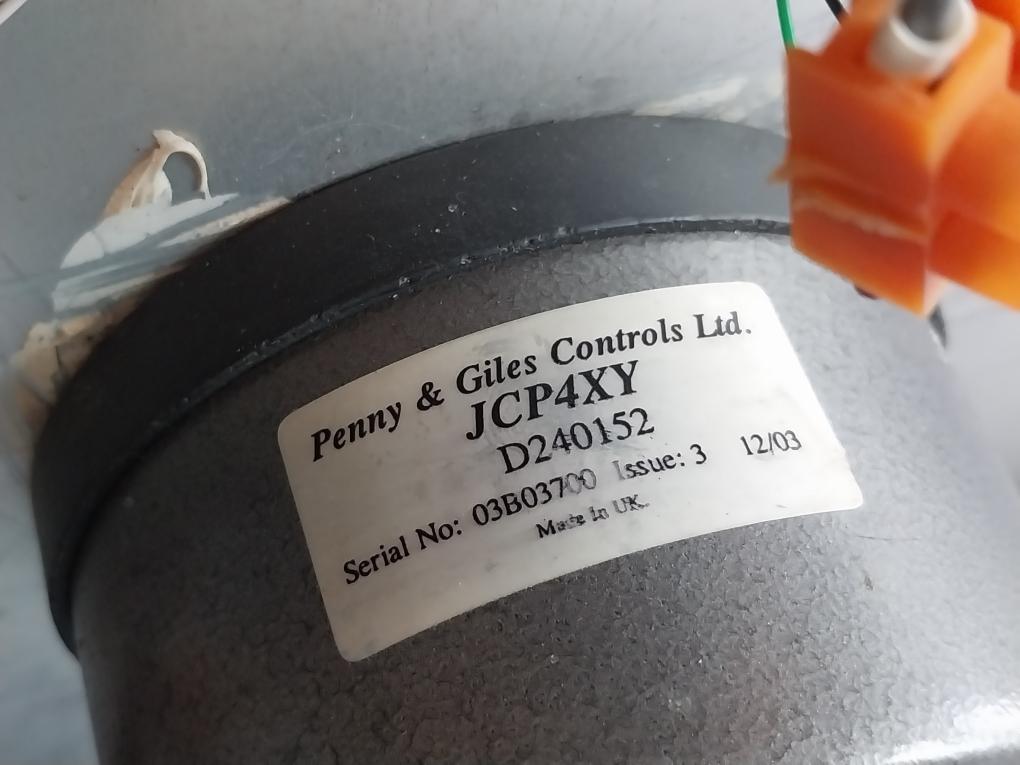 Penny & Giles Controls Ltd.
JCP4XY
D240152
Serial No: 03B03700 Issue: 3 12/03
Made In UK.